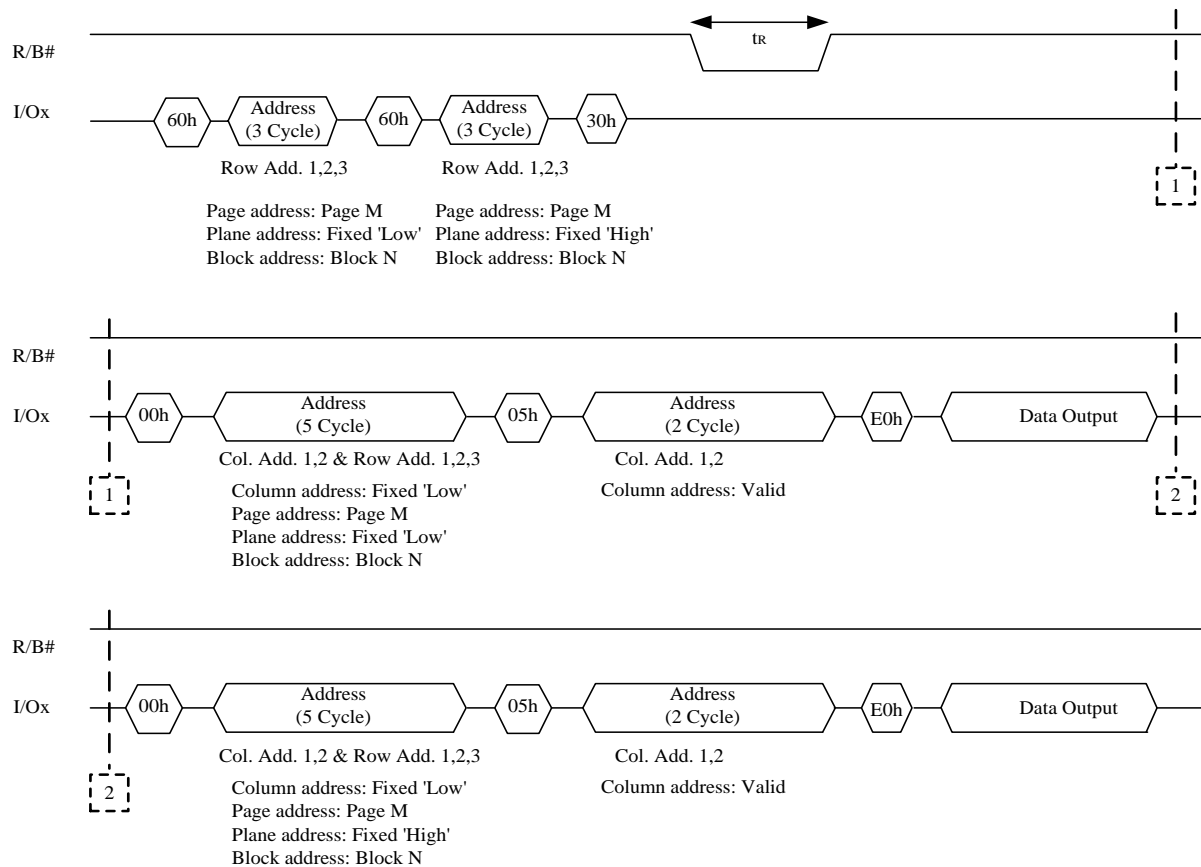 R/B#
tR
I/Ox
60h
Address
(3 Cycle)
60h
Address
(3 Cycle)
30h
Row Add. 1,2,3
Row Add. 1,2,3
1
Page address: Page M
Plane address: Fixed 'Low'
Block address: Block N
Page address: Page M
Plane address: Fixed 'High'
Block address: Block N
R/B#
I/Ox
00h
Address
(5 Cycle)
05h
Address
(2 Cycle)
E0h
Data Output
Col. Add. 1,2 & Row Add. 1,2,3
Col. Add. 1,2
1
Column address: Fixed 'Low'
Page address: Page M
Plane address: Fixed 'Low'
Block address: Block N
Column address: Valid
2
R/B#
I/Ox
00h
Address
(5 Cycle)
05h
Address
(2 Cycle)
E0h
Data Output
Col. Add. 1,2 & Row Add. 1,2,3
Col. Add. 1,2
2
Column address: Fixed 'Low'
Page address: Page M
Plane address: Fixed 'High'
Block address: Block N
Column address: Valid